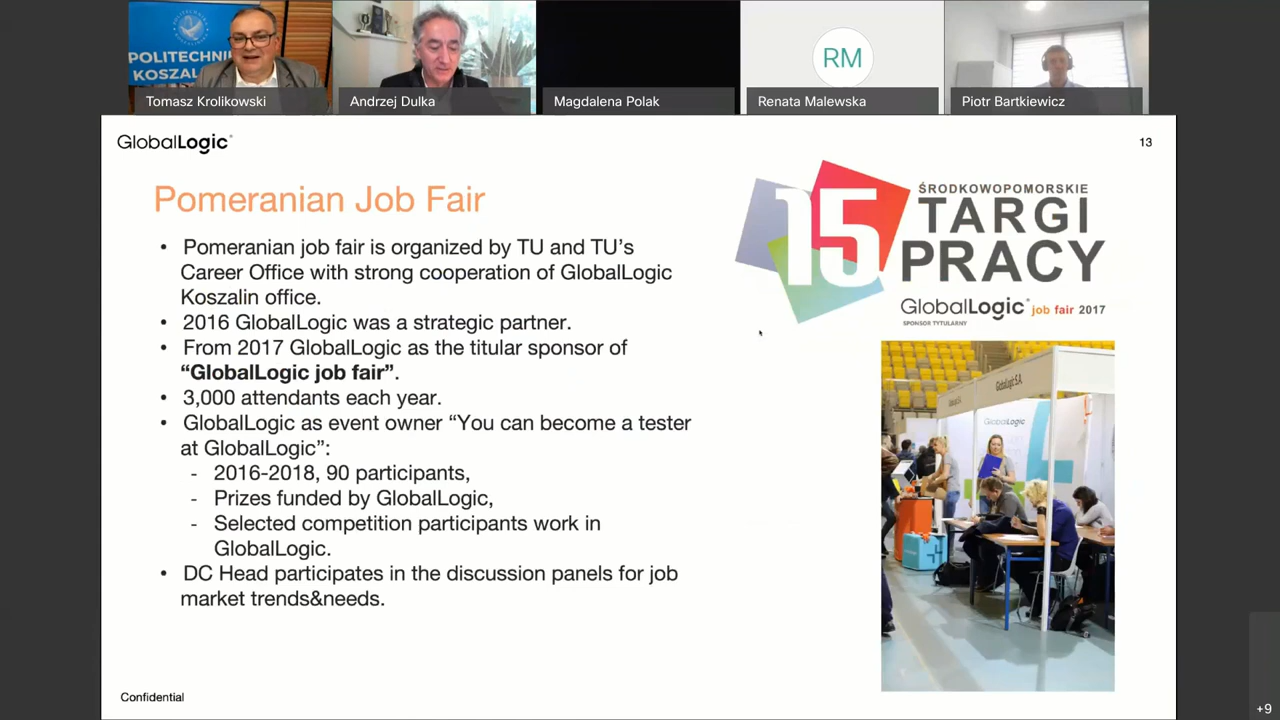 POLITECHNI
KOSZAL
RM
Tomasz Krolikowski
Andrzej Dulka
Magdalena Polak
Renata Malewska
Piotr Bartkiewicz
GlobalLogic
13
Pomeranian Job Fair
• Pomeranian job fair is organized by TU and TU’s
Career Office with strong cooperation of GlobalLogic
Koszalin office.
• 2016 GlobalLogic was a strategic partner.
• From 2017 GlobalLogic as the titular sponsor of
“GlobalLogic job fair”.
• 3,000 attendants each year.
• GlobalLogic as event owner “You can become a tester
at GlobalLogic”:
- 2016-2018, 90 participants,
- Prizes funded by GlobalLogic,
- Selected competition participants work in
GlobalLogic.
• DC Head participates in the discussion panels for job
market trends&needs.
15
ŚRODKOWOPOMORSKIE
TARGI
PRACY
GlobalLogic job fair 2017
SPONSOR TYTULARNY
GlobalLogic S.A.
GlobalLogic
Confidential
+9